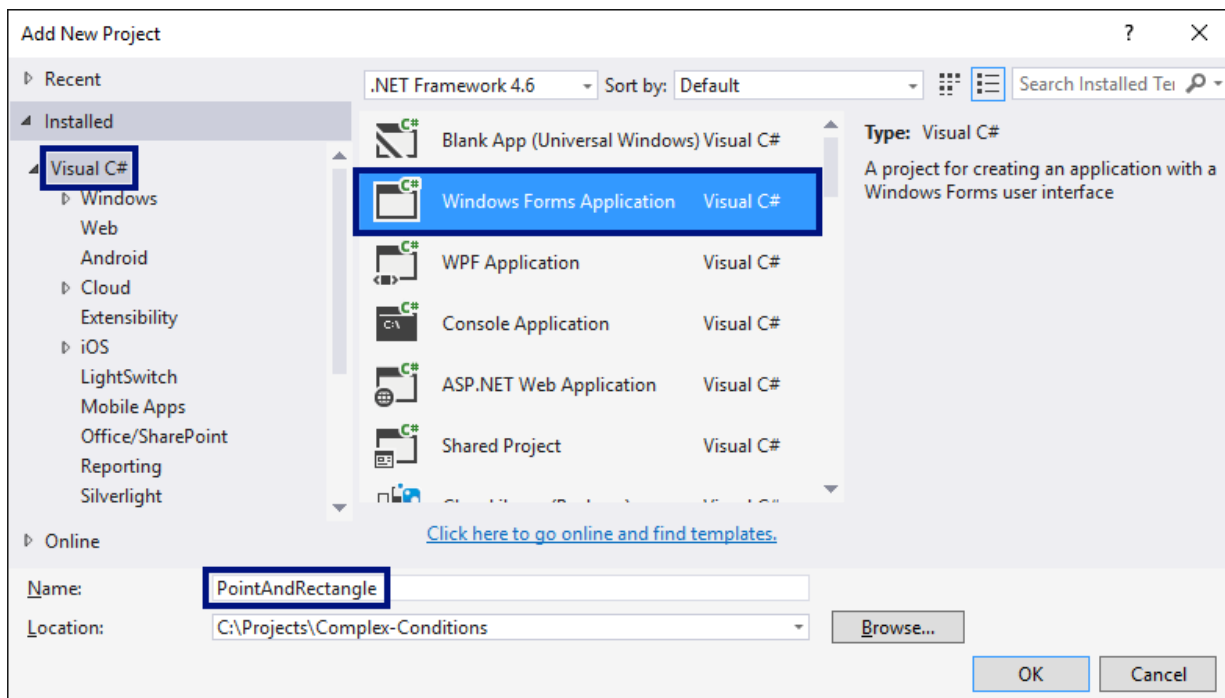 Add New Project
?
Recent
Installed
Visual C#
Windows
Web
Android
Cloud
Extensibility
iOS
LightSwitch
Mobile Apps
Office/SharePoint
Reporting
Silverlight
Online
.NET Framework 4.6
Sort by: Default
Search Installed Te
C# Blank App (Universal Windows) Visual C#
C# Windows Forms Application Visual C#
C# WPF Application Visual C#
C# Console Application Visual C#
C# ASP.NET Web Application Visual C#
C# Shared Project Visual C#
Type: Visual C#
A project for creating an application with a
Windows Forms user interface
Click here to go online and find templates.
Name: PointAndRectangle
Location: C:\Projects\Complex-Conditions
Browse...
OK Cancel